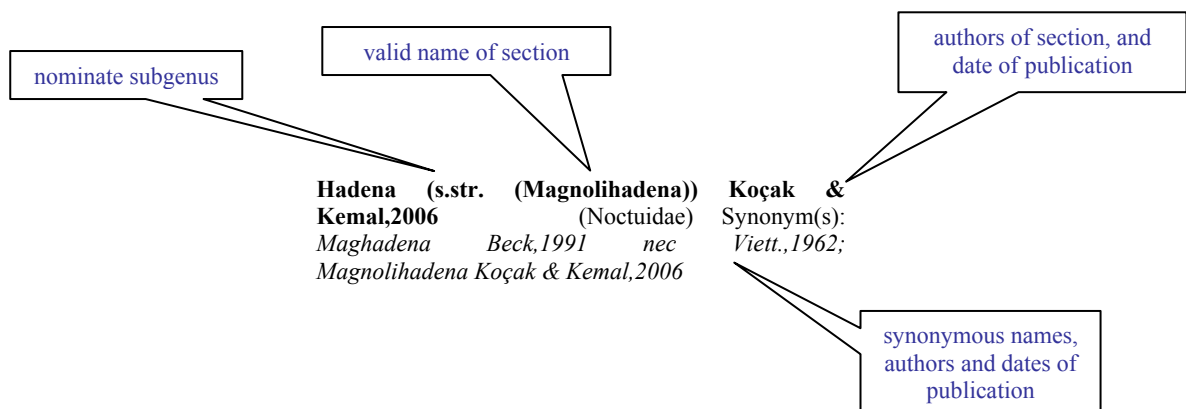 nominate subgenus
valid name of section
authors of section, and
date of publication
Hadena (s.str. (Magnolihadena)) Koçak &
Kemal,2006 (Noctuidae) Synonym(s):
Maghadena Beck,1991 nec Viett.,1962;
Magnolihadena Koçak & Kemal,2006
synonymous names,
authors and dates of
publication